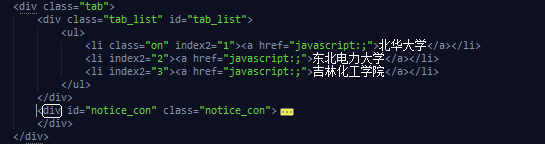 <div class="tab">
<div class="tab_list" id="tab_list">
<ul>
<li class="on" index2="1"><a href="javascript:;">北华大学</a></li>
<li index2="2"><a href="javascript:;">东北电力大学</a></li>
<li index2="3"><a href="javascript:;">吉林化工学院</a></li>
</ul>
</div>
<div id="notice_con" class="notice_con">
</div>
</div>